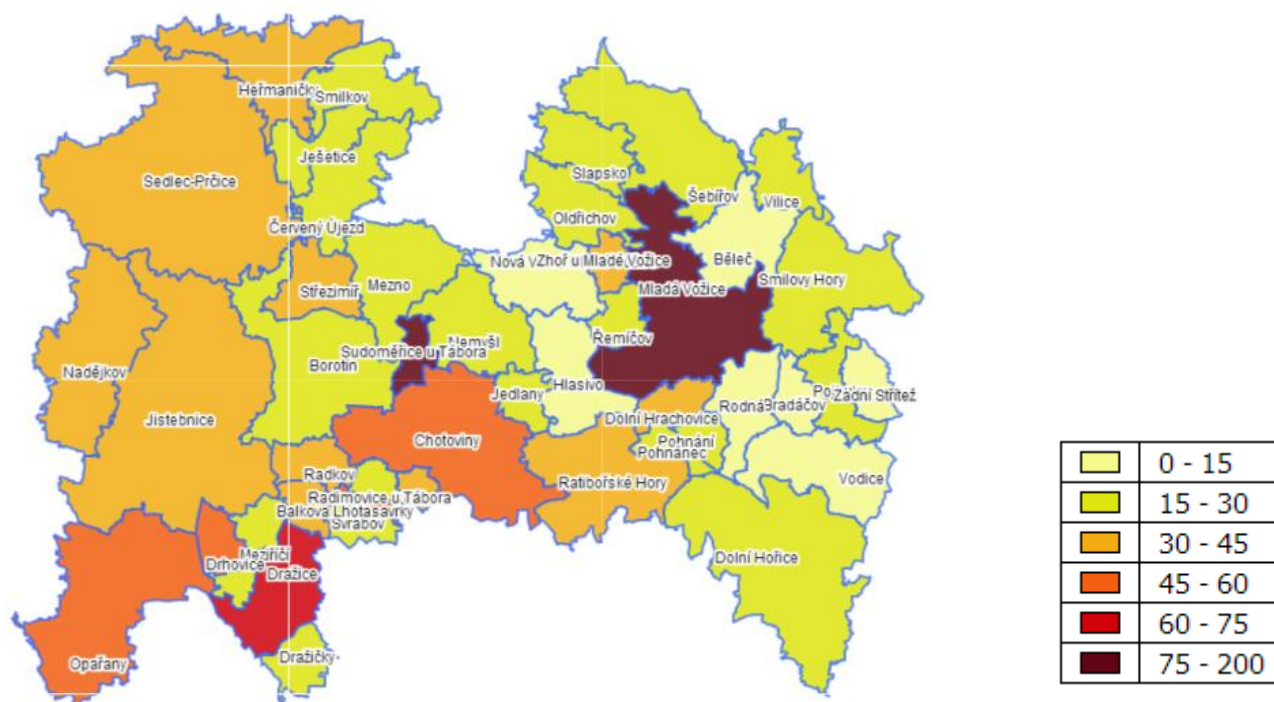 Heřmaničky
Smilkov
Ješetice
Sedlec-Prčice
Slapsko
Šebířov
Vilice
Oldřichov
Červený Újezd
Nová V
Zhoř u Mladé Vožice
Běleč
Smilovy Hory
Střezimíř
Mezno
Mladá Vožice
Nemyšl
Řemíčov
Sudoměřice u Tábora
Borotín
Nadějkov
Hlasivo
Jedlany
Zadní Střítež
Rodná
Bradáčov
Dolní Hrachovice
Jistebnice
Chotoviny
Pohnání
Pohnánec
Radkov
Ratibořské Hory
Vodice
Radimovice u Tábora
Balkova Lhota
Svrabov
Meziříčí
Drhovice
Dražice
Dolní Hořice
Dražičky
Opařany
0 - 15
15 - 30
30 - 45
45 - 60
60 - 75
75 - 200